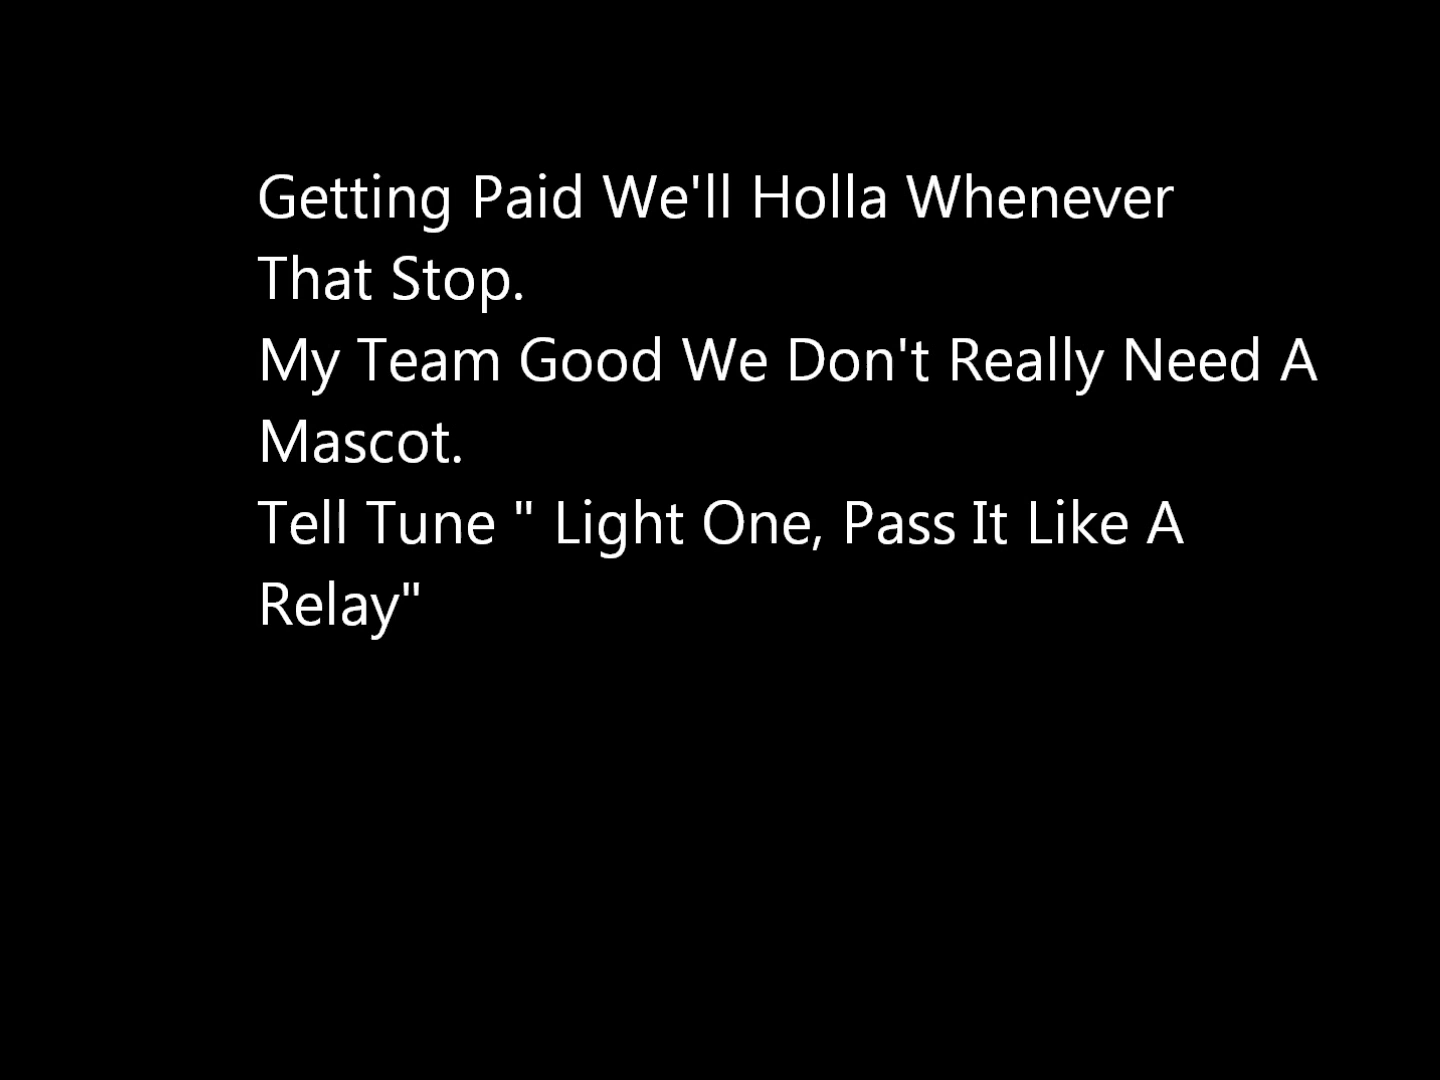 Getting Paid We'll Holla Whenever
That Stop.
My Team Good We Don't Really Need A
Mascot.
Tell Tune " Light One, Pass It Like A
Relay"